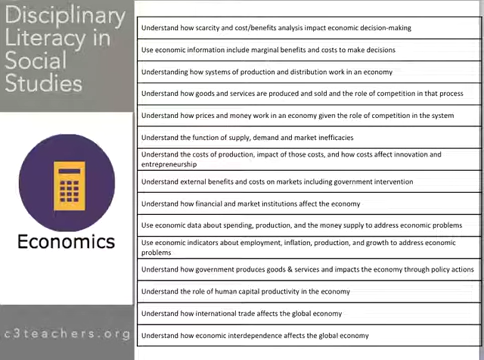 Disciplinary
Literacy in
Social
Studies
Economics
c3teachers.org
Understand how scarcity and cost/benefits analysis impact economic decision-making
Use economic information include marginal benefits and costs to make decisions
Understanding how systems of production and distribution work in an economy
Understand how goods and services are produced and sold and the role of competition in that process
Understand how prices and money work in an economy given the role of competition in the system
Understand the function of supply, demand and market inefficacies
Understand the costs of production, impact of those costs, and how costs affect innovation and
entrepreneurship
Understand external benefits and costs on markets including government intervention
Understand how financial and market institutions affect the economy
Use economic data about spending, production, and the money supply to address economic problems
Use economic indicators about employment, inflation, production, and growth to address economic
problems
Understand how government produces goods & services and impacts the economy through policy actions
Understand the role of human capital productivity in the economy
Understand how international trade affects the global economy
Understand how economic interdependence affects the global economy